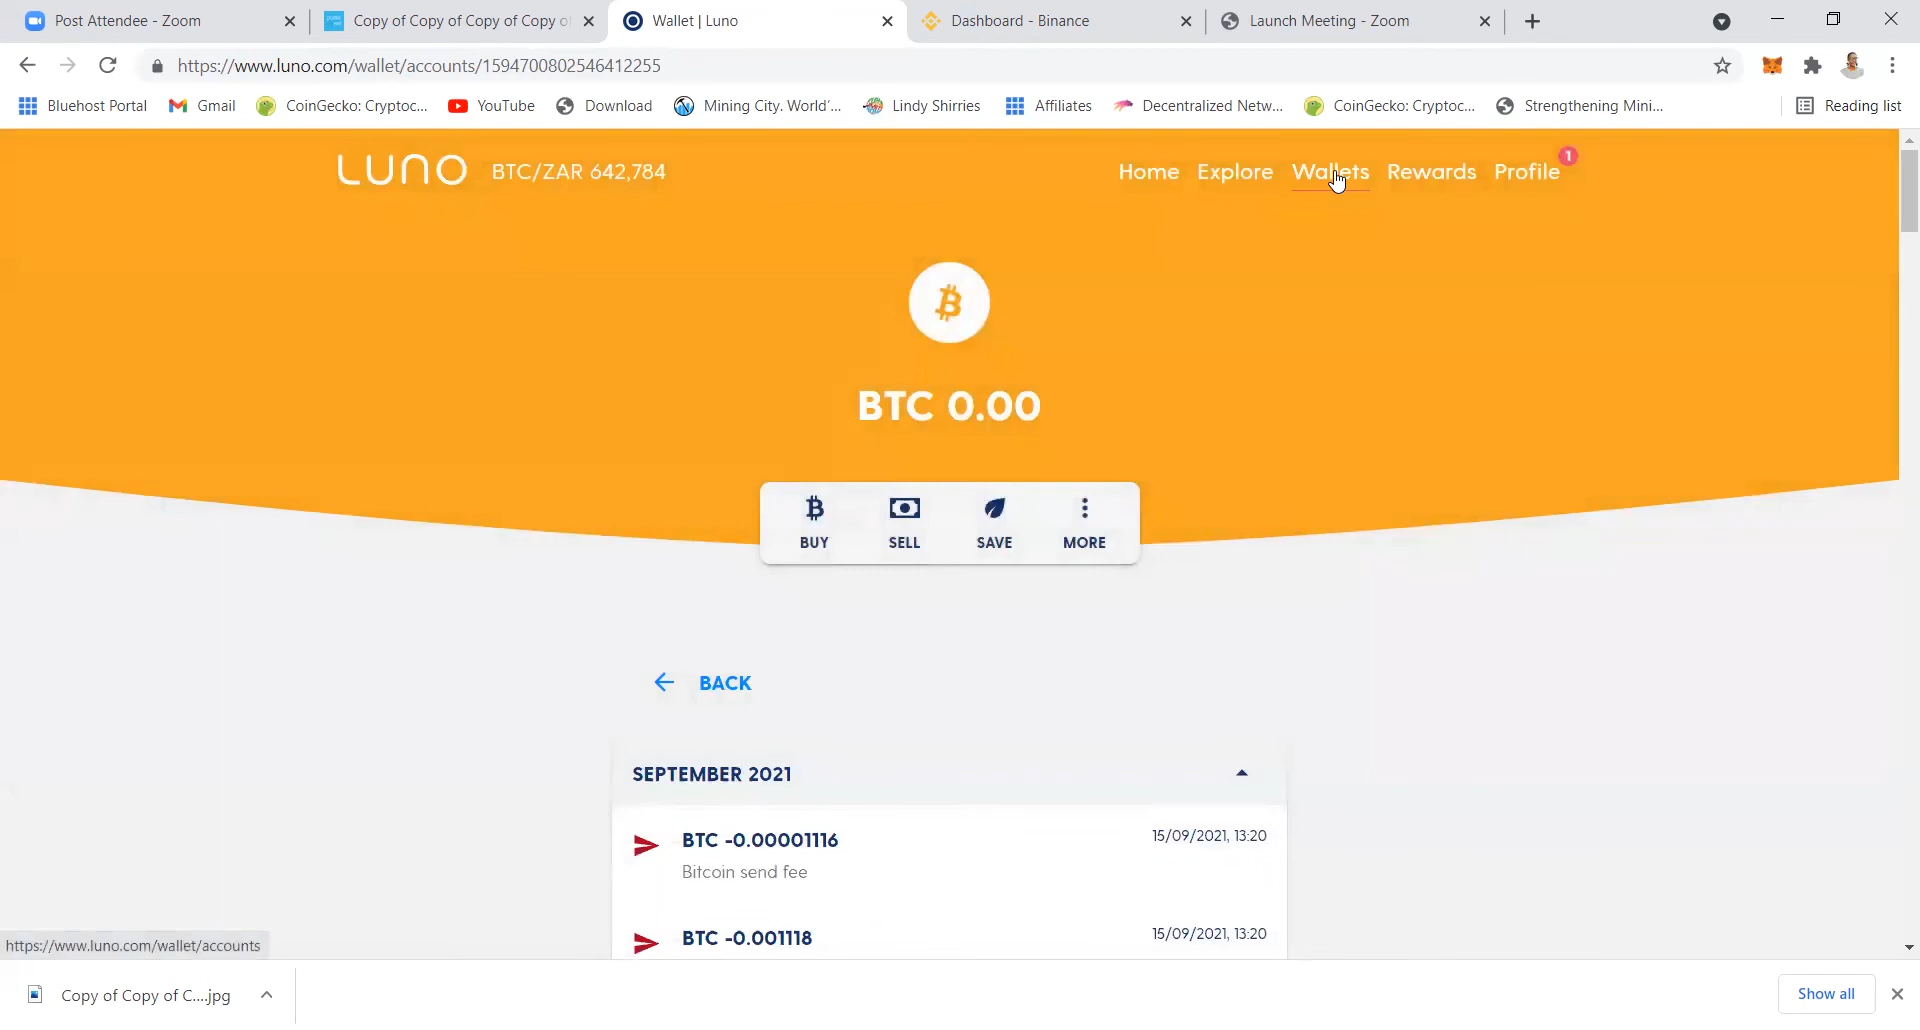 Post Attendee - Zoom
Copy of Copy of Copy of Copy o
Wallet | Luno
Dashboard - Binance
Launch Meeting - Zoom
https://www.luno.com/wallet/accounts/1594700802546412255
Bluehost Portal
Gmail
CoinGecko: Cryptoc...
YouTube
Download
Mining City. World'...
Lindy Shirries
Affiliates
Decentralized Netw...
CoinGecko: Cryptoc...
Strengthening Mini...
Reading list
LUNO
BTC/ZAR 642,784
Home
Explore
Wallets
Rewards
Profile
1
BTC 0.00
BUY
SELL
SAVE
MORE
BACK
SEPTEMBER 2021
BTC -0.00001116
15/09/2021, 13:20
Bitcoin send fee
BTC -0.001118
15/09/2021, 13:20
https://www.luno.com/wallet/accounts
Copy of Copy of C....jpg
Show all